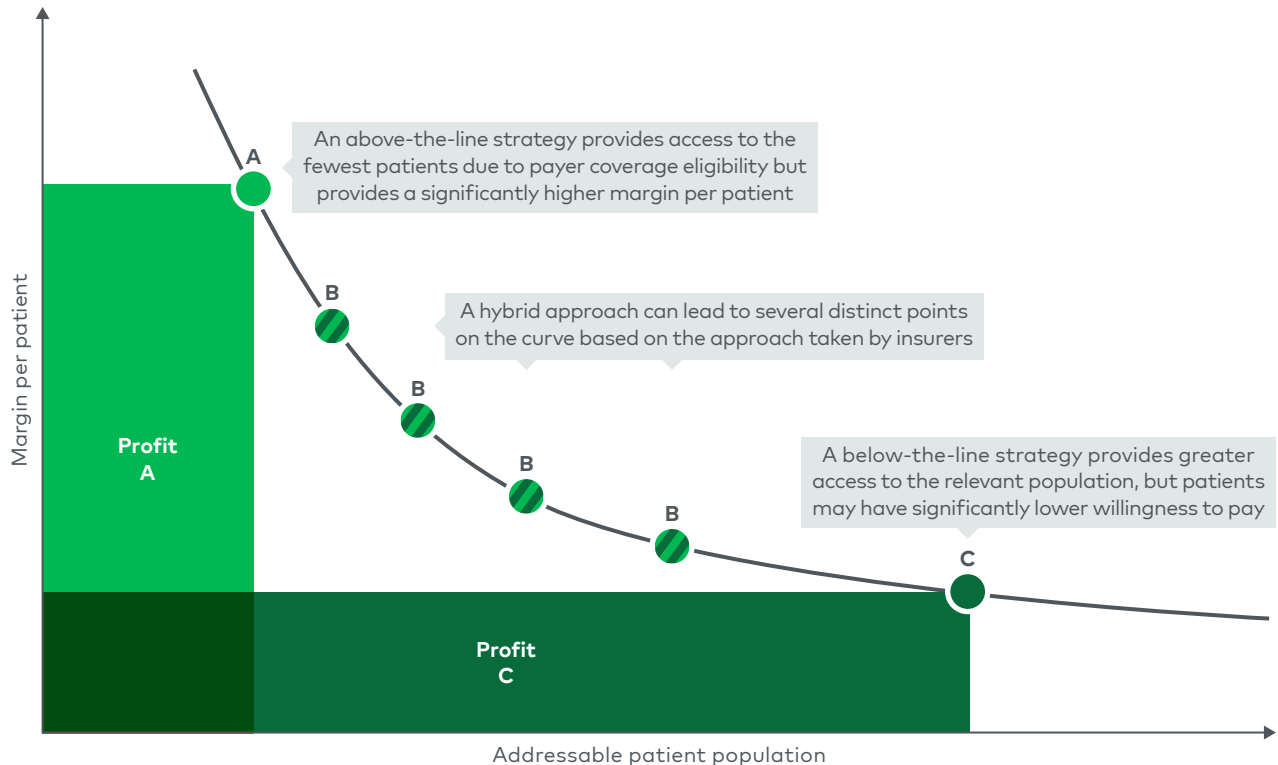 A
An above-the-line strategy provides access to the
fewest patients due to payer coverage eligibility but
provides a significantly higher margin per patient
B
A hybrid approach can lead to several distinct points
on the curve based on the approach taken by insurers
B
B
B
A below-the-line strategy provides greater
access to the relevant population, but patients
may have significantly lower willingness to pay
C
Margin per patient
Profit
A
Profit
C
Addressable patient population